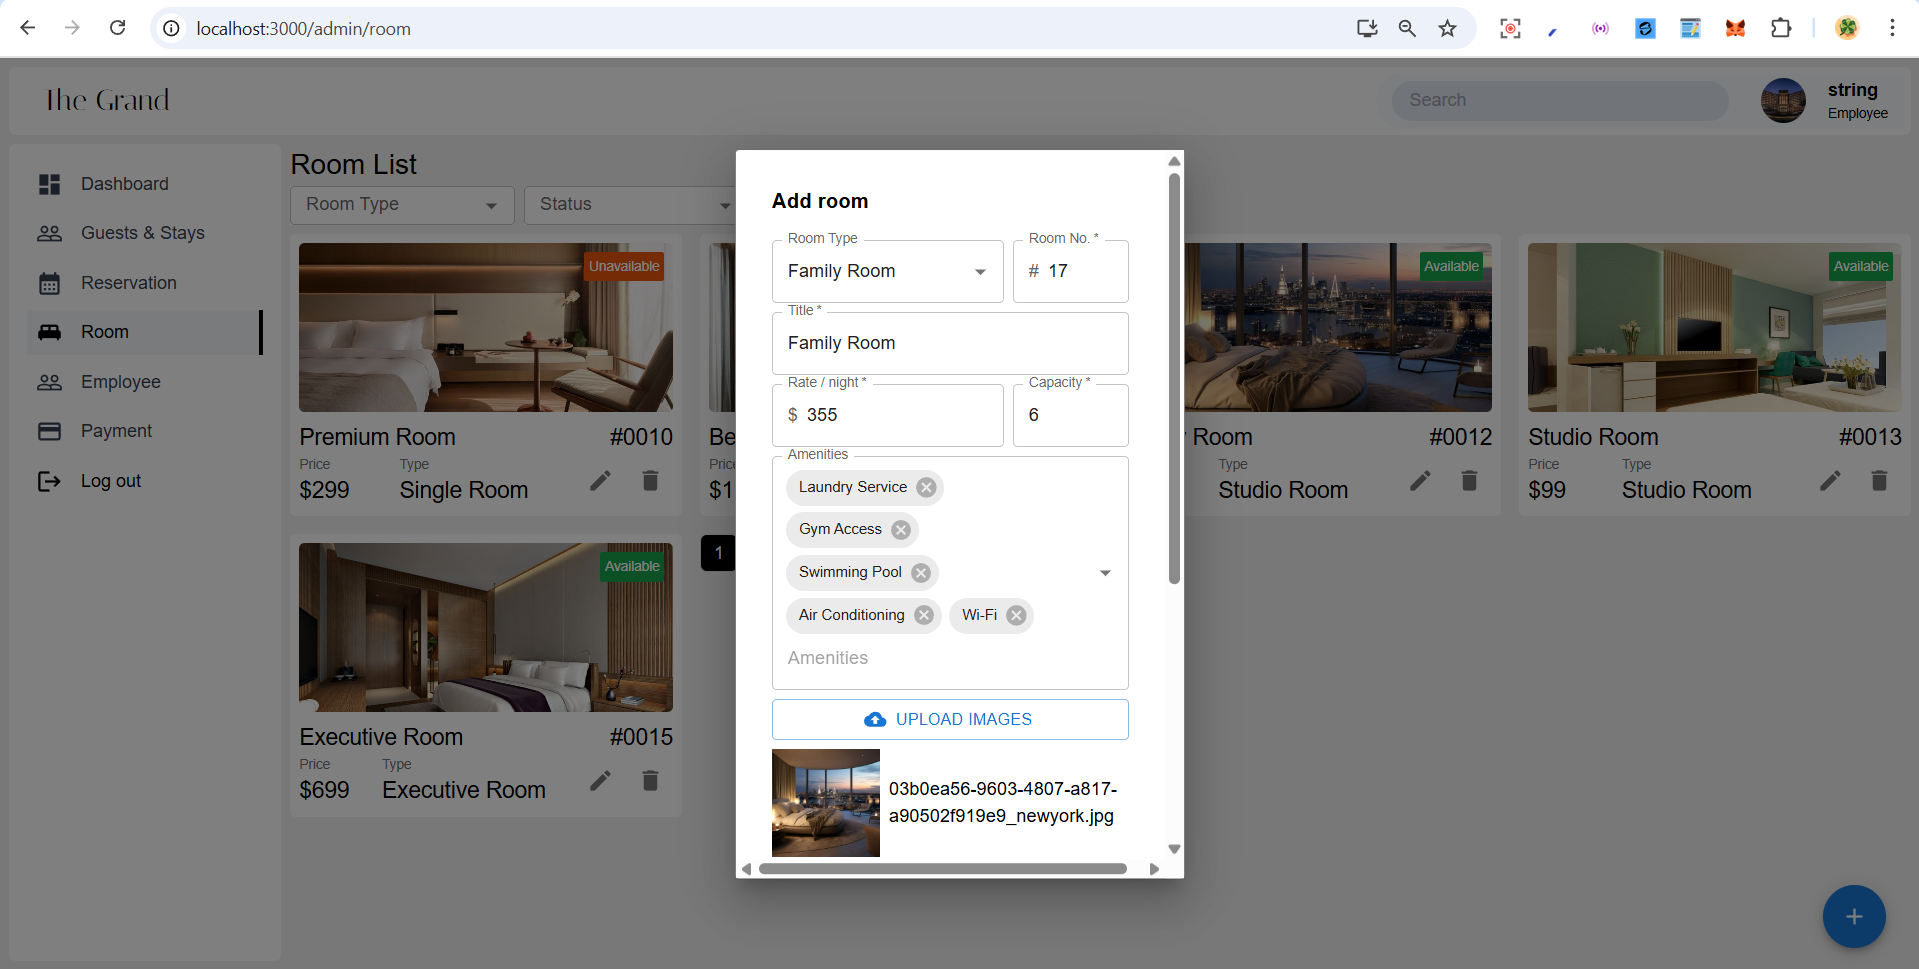 localhost:3000/admin/room
The Grand
Search
string
Employee
Dashboard
Guests & Stays
Reservation
Room
Employee
Payment
Log out
Room List
Room Type
Status
Unavailable
Premium Room #0010
Price Type
$299 Single Room
Be
Price
$1
Available
Room #0012
Type
Studio Room
Available
Studio Room #0013
Price Type
$99 Studio Room
Available
Executive Room #0015
Price Type
$699 Executive Room
1
Add room
Room Type
Family Room
Room No. *
# 17
Title *
Family Room
Rate / night *
$ 355
Capacity *
6
Amenities
Laundry Service
Gym Access
Swimming Pool
Air Conditioning Wi-Fi
Amenities
UPLOAD IMAGES
03b0ea56-9603-4807-a817-
a90502f919e9_newyork.jpg